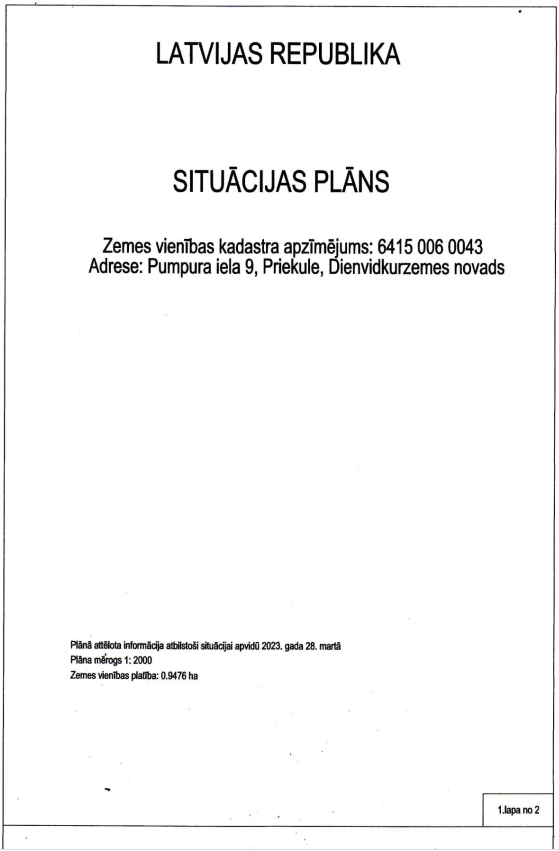 LATVIJAS REPUBLIKA
SITUĀCIJAS PLĀNS
Zemes vienības kadastra apzīmējums: 6415 006 0043
Adrese: Pumpura iela 9, Priekule, Dienvidkurzemes novads
Plānā attēlota informācija atbilstoši situācijai apvidū 2023. gada 28. martā
Plāna mērogs 1: 2000
Zemes vienības platība: 0.9476 ha
1.lapa no 2